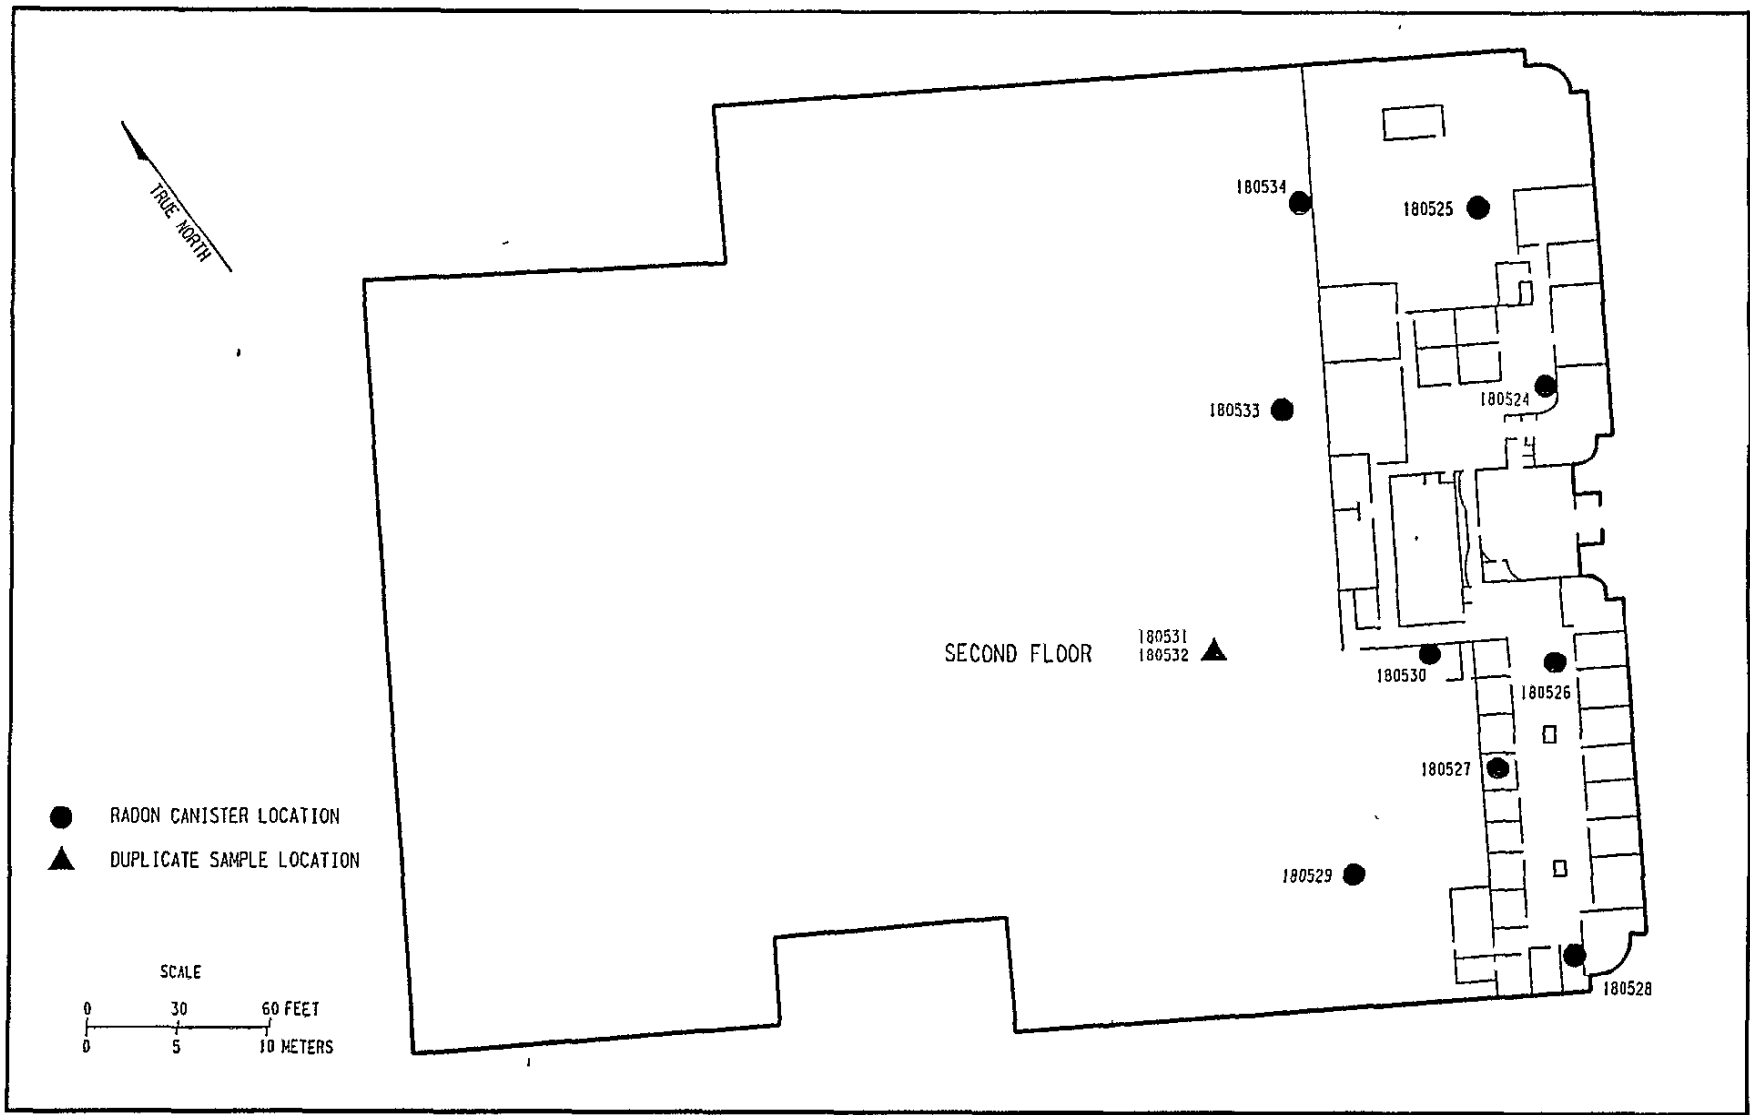 TRUE NORTH
180534
180525
180524
180533
SECOND FLOOR
180531
180532
180530
180526
180527
180529
180528
RADON CANISTER LOCATION
DUPLICATE SAMPLE LOCATION
SCALE
0 30 60 FEET
0 5 10 METERS